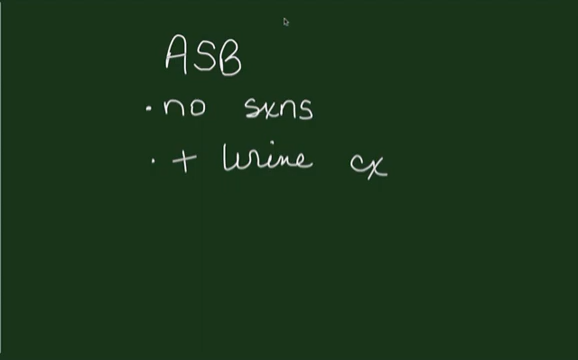 ASB
· no sxns
· + Urine cx